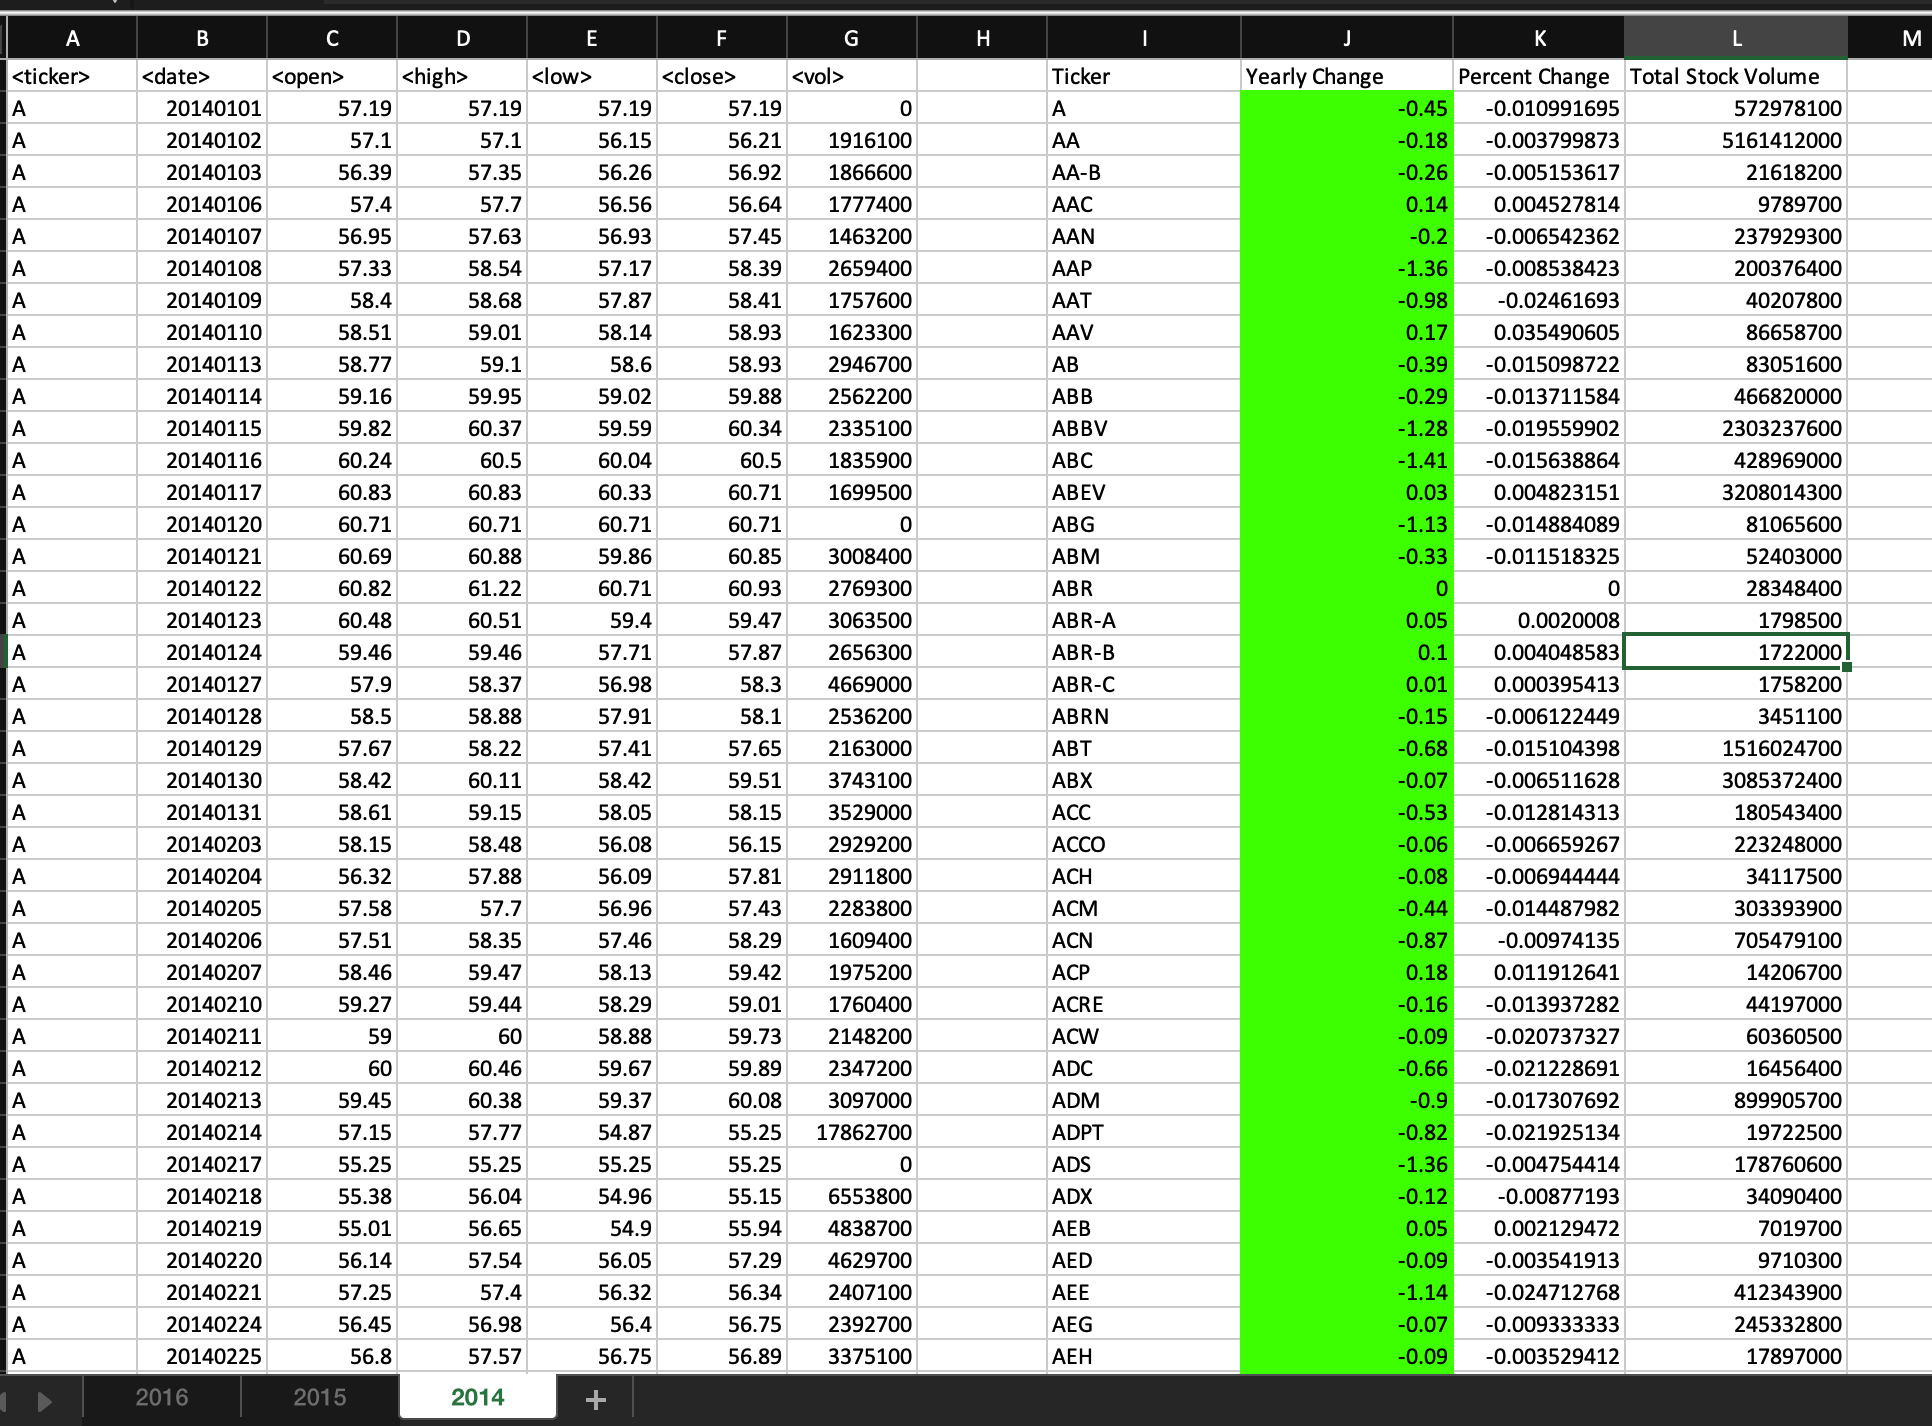 A B C D E F G H I J K L M
<ticker> <date> <open> <high> <low> <close> <vol> Ticker Yearly Change Percent Change Total Stock Volume
A 20140101 57.19 57.19 57.19 57.19 0 A -0.45 -0.010991695 572978100
A 20140102 57.1 57.1 56.15 56.21 1916100 AA -0.18 -0.003799873 5161412000
A 20140103 56.39 57.35 56.26 56.92 1866600 AA-B -0.26 -0.005153617 21618200
A 20140106 57.4 57.7 56.56 56.64 1777400 AAC 0.14 0.004527814 9789700
A 20140107 56.95 57.63 56.93 57.45 1463200 AAN -0.2 -0.006542362 237929300
A 20140108 57.33 58.54 57.17 58.39 2659400 AAP -1.36 -0.008538423 200376400
A 20140109 58.4 58.68 57.87 58.41 1757600 AAT -0.98 -0.02461693 40207800
A 20140110 58.51 59.01 58.14 58.93 1623300 AAV 0.17 0.035490605 86658700
A 20140113 58.77 59.1 58.6 58.93 2946700 AB -0.39 -0.015098722 83051600
A 20140114 59.16 59.95 59.02 59.88 2562200 ABB -0.29 -0.013711584 466820000
A 20140115 59.82 60.37 59.59 60.34 2335100 ABBV -1.28 -0.019559902 2303237600
A 20140116 60.24 60.5 60.04 60.5 1835900 ABC -1.41 -0.015638864 428969000
A 20140117 60.83 60.83 60.33 60.71 1699500 ABEV 0.03 0.004823151 3208014300
A 20140120 60.71 60.71 60.71 60.71 0 ABG -1.13 -0.014884089 81065600
A 20140121 60.69 60.88 59.86 60.85 3008400 ABM -0.33 -0.011518325 52403000
A 20140122 60.82 61.22 60.71 60.93 2769300 ABR 0 0 28348400
A 20140123 60.48 60.51 59.4 59.47 3063500 ABR-A 0.05 0.0020008 1798500
A 20140124 59.46 59.46 57.71 57.87 2656300 ABR-B 0.1 0.004048583 1722000
A 20140127 57.9 58.37 56.98 58.3 4669000 ABR-C 0.01 0.000395413 1758200
A 20140128 58.5 58.88 57.91 58.1 2536200 ABRN -0.15 -0.006122449 3451100
A 20140129 57.67 58.22 57.41 57.65 2163000 ABT -0.68 -0.015104398 1516024700
A 20140130 58.42 60.11 58.42 59.51 3743100 ABX -0.07 -0.006511628 3085372400
A 20140131 58.61 59.15 58.05 58.15 3529000 ACC -0.53 -0.012814313 180543400
A 20140203 58.15 58.48 56.08 56.15 2929200 ACCO -0.06 -0.006659267 223248000
A 20140204 56.32 57.88 56.09 57.81 2911800 ACH -0.08 -0.006944444 34117500
A 20140205 57.58 57.7 56.96 57.43 2283800 ACM -0.44 -0.014487982 303393900
A 20140206 57.51 58.35 57.46 58.29 1609400 ACN -0.87 -0.00974135 705479100
A 20140207 58.46 59.47 58.13 59.42 1975200 ACP 0.18 0.011912641 14206700
A 20140210 59.27 59.44 58.29 59.01 1760400 ACRE -0.16 -0.013937282 44197000
A 20140211 59 60 58.88 59.73 2148200 ACW -0.09 -0.020737327 60360500
A 20140212 60 60.46 59.67 59.89 2347200 ADC -0.66 -0.021228691 16456400
A 20140213 59.45 60.38 59.37 60.08 3097000 ADM -0.9 -0.017307692 899905700
A 20140214 57.15 57.77 54.87 55.25 17862700 ADPT -0.82 -0.021925134 19722500
A 20140217 55.25 55.25 55.25 55.25 0 ADS -1.36 -0.004754414 178760600
A 20140218 55.38 56.04 54.96 55.15 6553800 ADX -0.12 -0.00877193 34090400
A 20140219 55.01 56.65 54.9 55.94 4838700 AEB 0.05 0.002129472 7019700
A 20140220 56.14 57.54 56.05 57.29 4629700 AED -0.09 -0.003541913 9710300
A 20140221 57.25 57.4 56.32 56.34 2407100 AEE -1.14 -0.024712768 412343900
A 20140224 56.45 56.98 56.4 56.75 2392700 AEG -0.07 -0.009333333 245332800
A 20140225 56.8 57.57 56.75 56.89 3375100 AEH -0.09 -0.003529412 17897000
2016 2015 2014 +